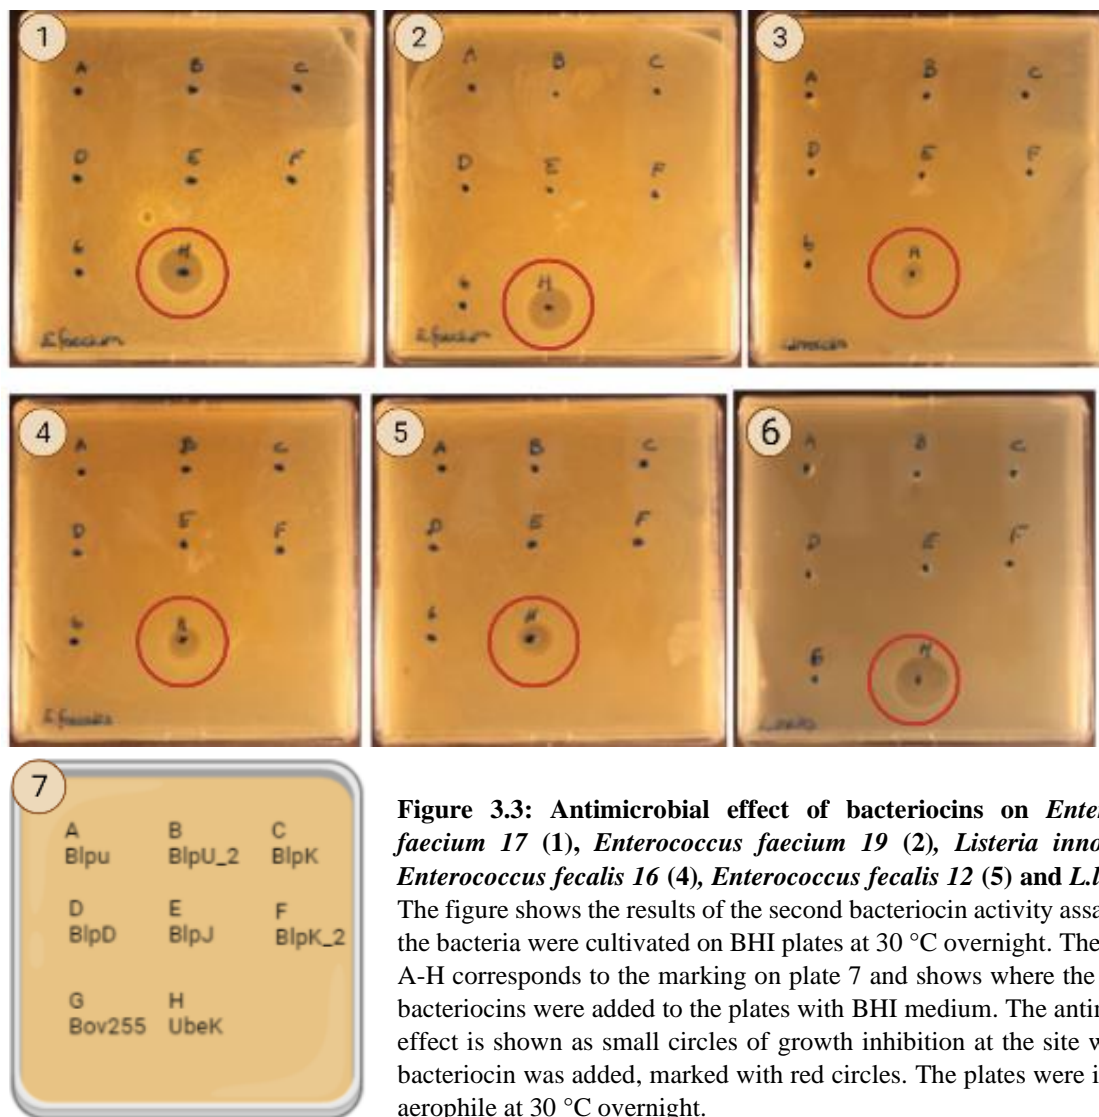 1
2
3
A B C
A B C
A B C
D E F
D E F
D E F
G H
G H
G
E faecium
E faecium
4
5
6
A B C
A B C
A B C
D E F
D E F
D E F
G
G H
G H
7
A B C
Blpu BlpU_2 BlpK
D E F
BlpD BlpJ BlpK_2
G H
Bov255 UbeK
Figure 3.3: Antimicrobial effect of bacteriocins on Enter
faecium 17 (1), Enterococcus faecium 19 (2), Listeria inno
Enterococcus fecalis 16 (4), Enterococcus fecalis 12 (5) and L.l
The figure shows the results of the second bacteriocin activity assa
the bacteria were cultivated on BHI plates at 30 °C overnight. The
A-H corresponds to the marking on plate 7 and shows where the
bacteriocins were added to the plates with BHI medium. The antin
effect is shown as small circles of growth inhibition at the site w
bacteriocin was added, marked with red circles. The plates were i
aerophile at 30 °C overnight.